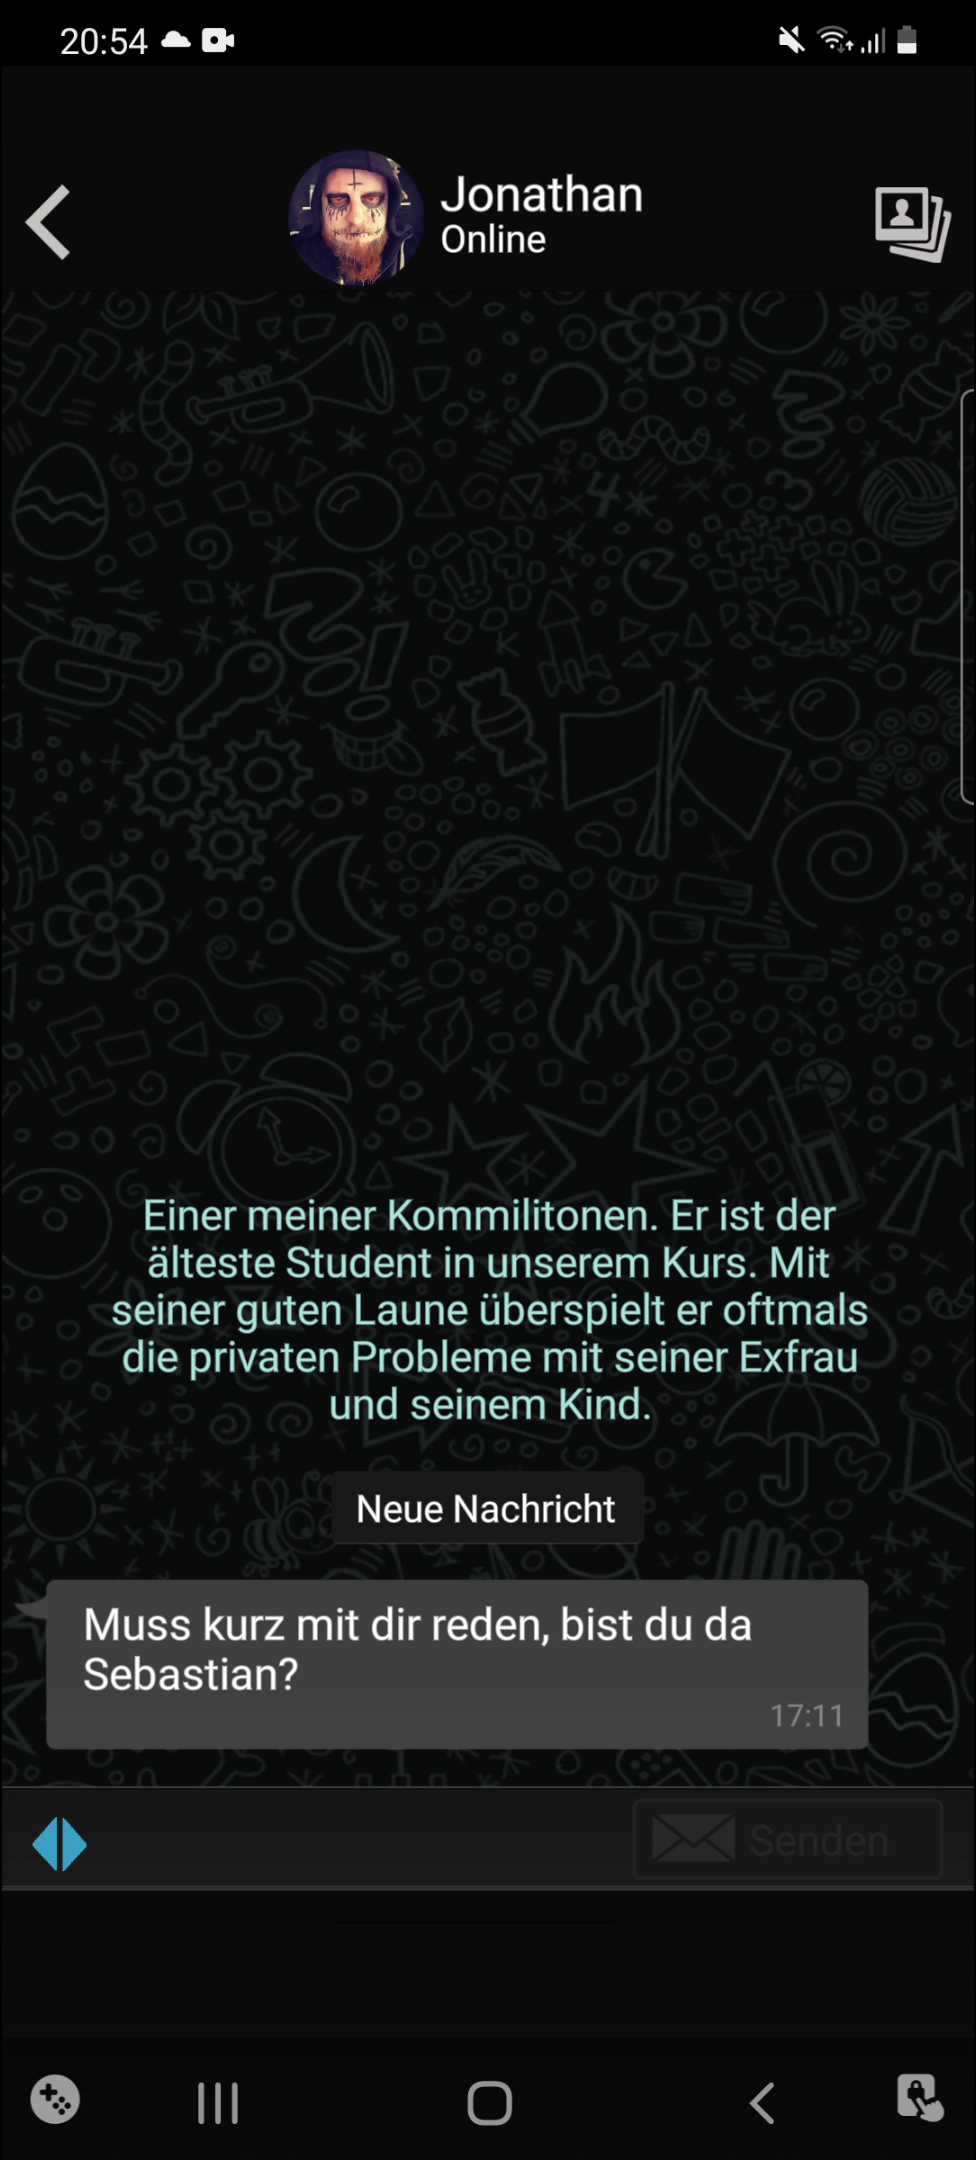 20:54
Jonathan
Online
Einer meiner Kommilitonen. Er ist der
älteste Student in unserem Kurs. Mit
seiner guten Laune überspielt er oftmals
die privaten Probleme mit seiner Exfrau
und seinem Kind.
Neue Nachricht
Muss kurz mit dir reden, bist du da
Sebastian?
17:11
Senden